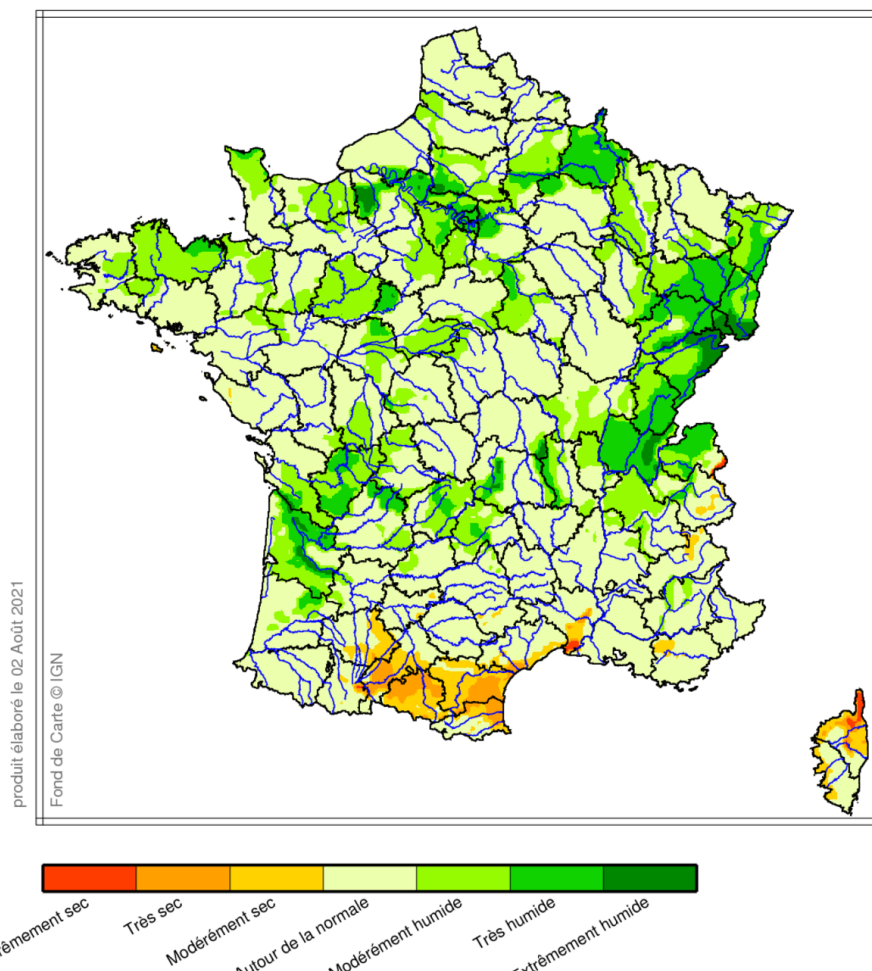 produit élaboré le 02 Août 2021
Fond de Carte © IGN
Très sec
Modérément sec
Autour de la normale
Modérément humide
Très humide
Extrêmement humide